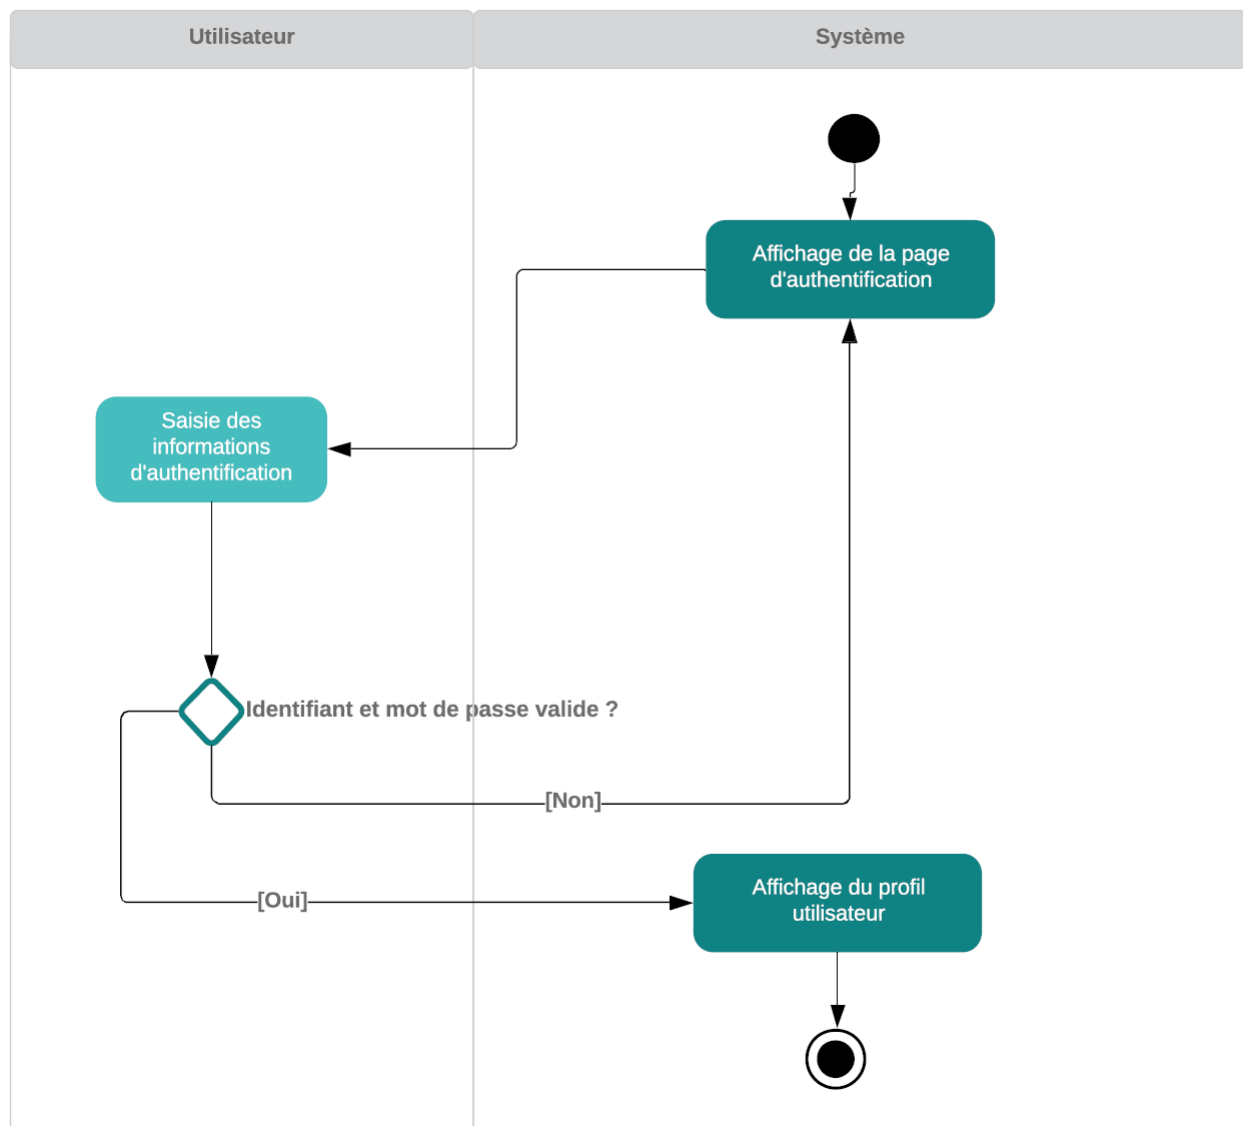 Utilisateur
Système
Affichage de la page
d'authentification
Saisie des
informations
d'authentification
Identifiant et mot de passe valide ?
[Non]
Affichage du profil
utilisateur
[Oui]